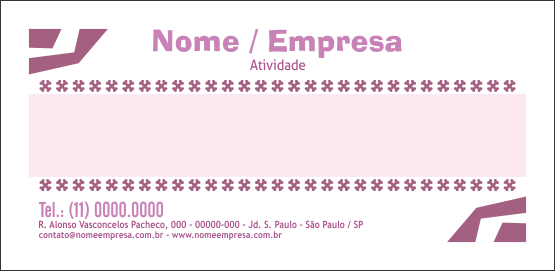 Nome / Empresa
Atividade
Tel.: (11) 0000.0000
R. Alonso Vasconcelos Pacheco, 000 - 00000-000 - Jd. S. Paulo - São Paulo / SP
contato@nomeempresa.com.br - www.nomeempresa.com.br